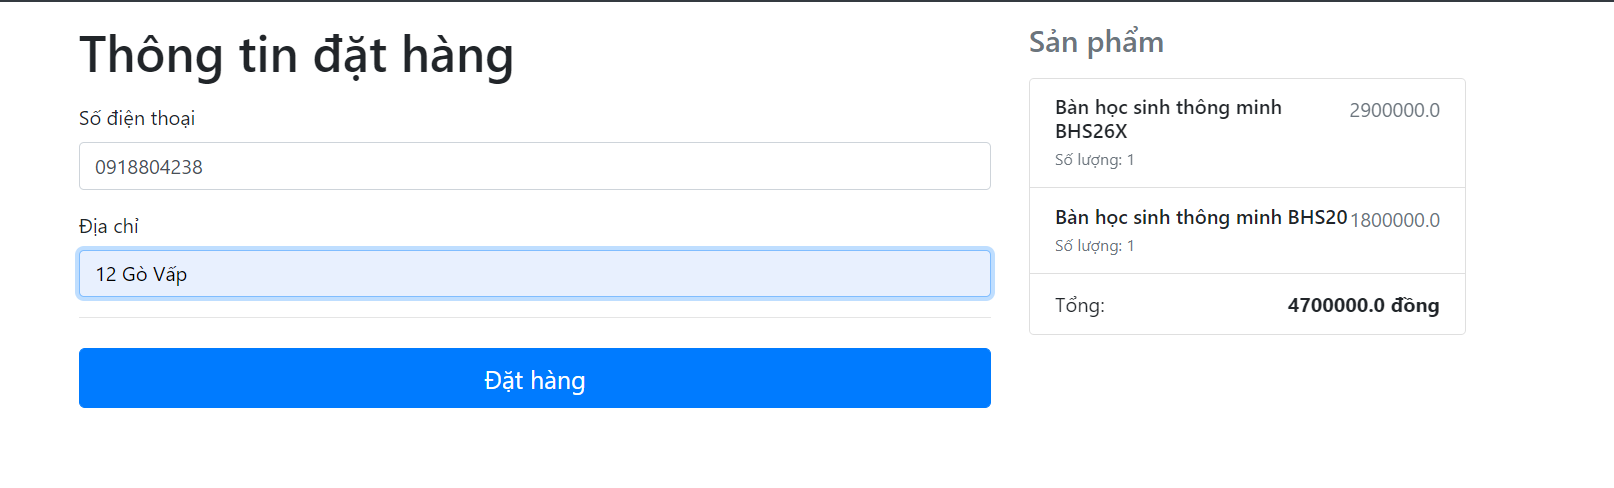 Thông tin đặt hàng
Số điện thoại
0918804238
Địa chỉ
12 Gò Vấp
Đặt hàng
Sản phẩm
Bàn học sinh thông minh 2900000.0
BHS26X
Số lượng: 1
Bàn học sinh thông minh BHS20 1800000.0
Số lượng: 1
Tổng: 4700000.0 đồng